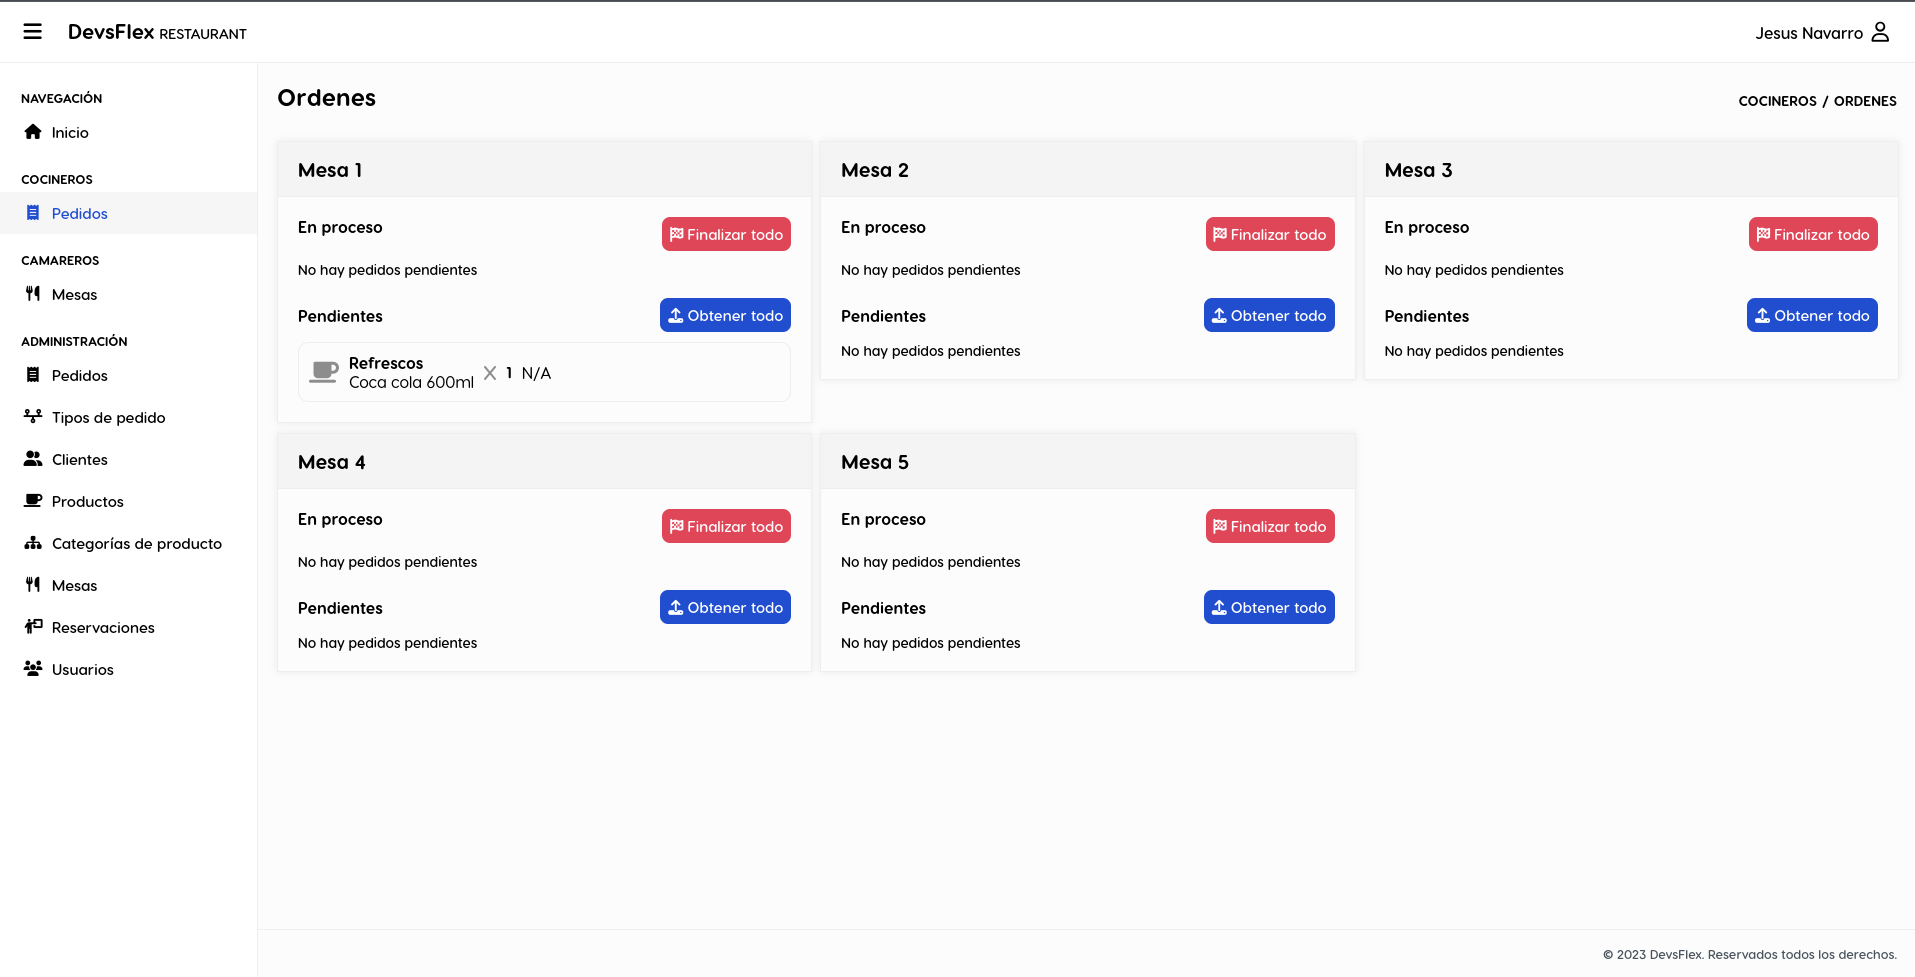 DevsFlex RESTAURANT
Jesus Navarro
NAVEGACIÓN
Inicio
COCINEROS
Pedidos
CAMAREROS
Mesas
ADMINISTRACIÓN
Pedidos
Tipos de pedido
Clientes
Productos
Categorías de producto
Mesas
Reservaciones
Usuarios
Ordenes
COCINEROS / ORDENES
Mesa 1
En proceso
Finalizar todo
No hay pedidos pendientes
Pendientes
Obtener todo
Refrescos
Coca cola 600ml
X 1 N/A
Mesa 2
En proceso
Finalizar todo
No hay pedidos pendientes
Pendientes
Obtener todo
No hay pedidos pendientes
Mesa 3
En proceso
Finalizar todo
No hay pedidos pendientes
Pendientes
Obtener todo
No hay pedidos pendientes
Mesa 4
En proceso
Finalizar todo
No hay pedidos pendientes
Pendientes
Obtener todo
No hay pedidos pendientes
Mesa 5
En proceso
Finalizar todo
No hay pedidos pendientes
Pendientes
Obtener todo
No hay pedidos pendientes
© 2023 DevsFlex. Reservados todos los derechos.